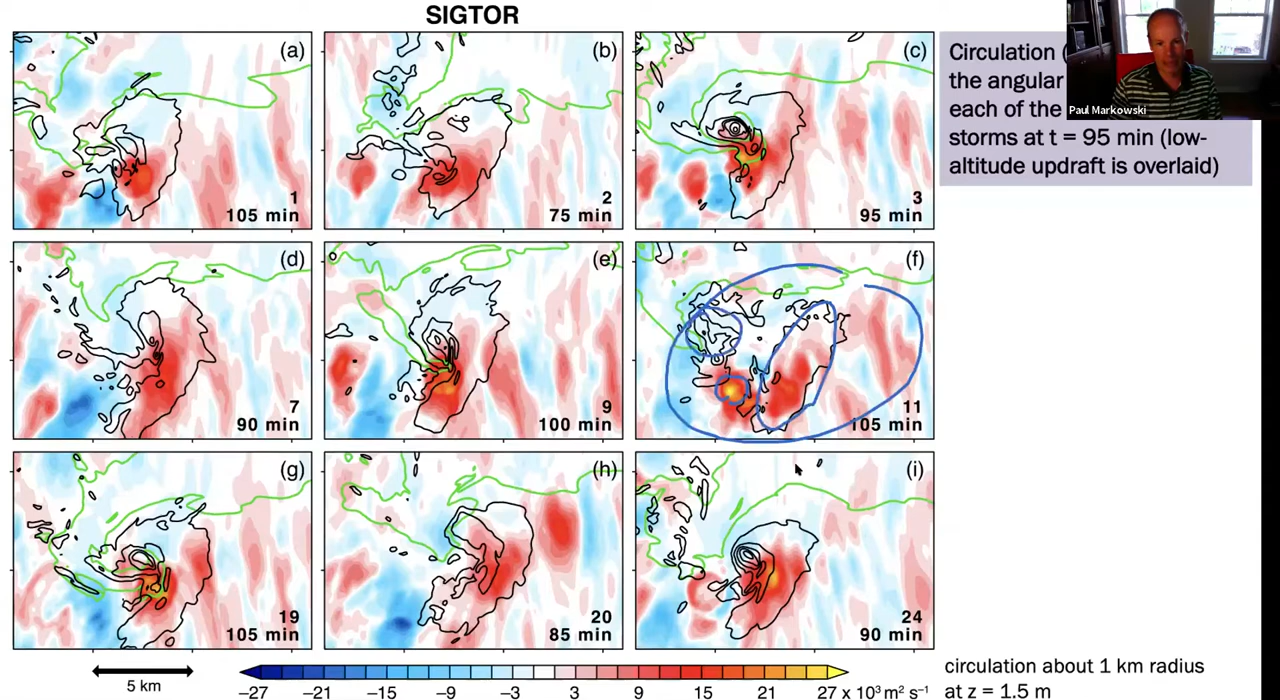 SIGTOR
(a)
1
105 min
(b)
2
75 min
(c)
3
95 min
(d)
7
90 min
(e)
9
100 min
(f)
11
105 min
(g)
19
105 min
(h)
20
85 min
(i)
24
90 min
Circulation (
the angular
each of the
storms at t = 95 min (low-
altitude updraft is overlaid)
Paul Markowski
5 km
−27 −21 −15 −9 −3 3 9 15 21 27 x 10³ m² s⁻¹
circulation about 1 km radius
at z = 1.5 m